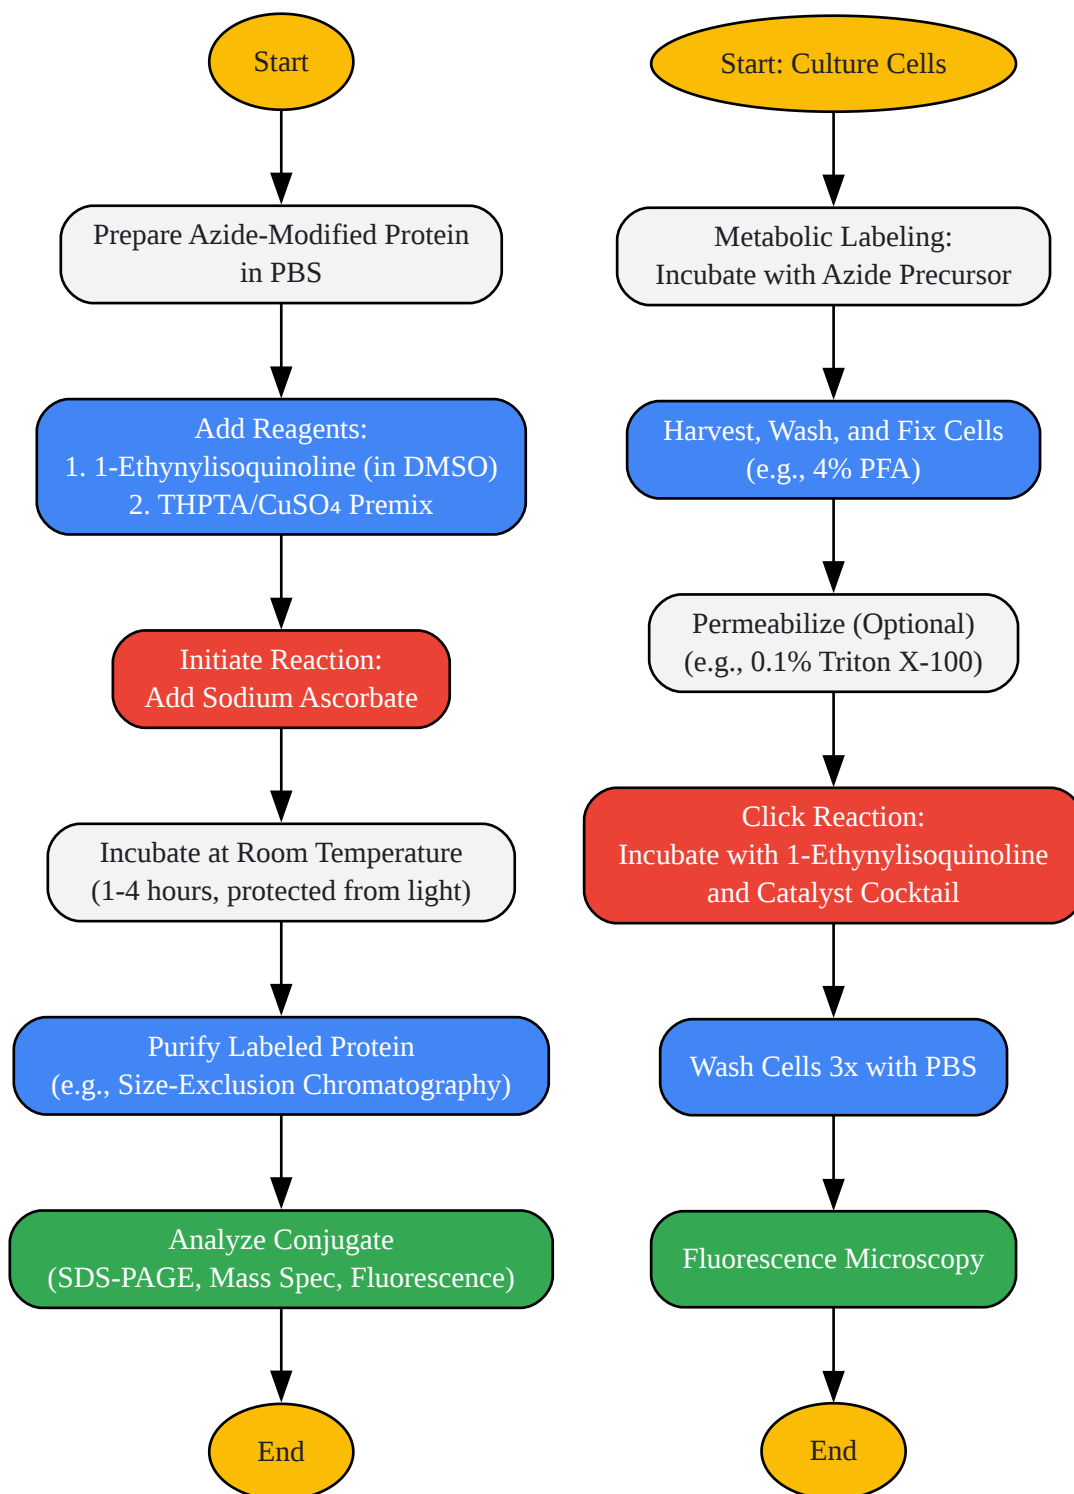 Start
Prepare Azide-Modified Protein
in PBS
Add Reagents:
1. 1-Ethynylisoquinoline (in DMSO)
2. THPTA/CuSO₄ Premix
Initiate Reaction:
Add Sodium Ascorbate
Incubate at Room Temperature
(1-4 hours, protected from light)
Purify Labeled Protein
(e.g., Size-Exclusion Chromatography)
Analyze Conjugate
(SDS-PAGE, Mass Spec, Fluorescence)
End
Start: Culture Cells
Metabolic Labeling:
Incubate with Azide Precursor
Harvest, Wash, and Fix Cells
(e.g., 4% PFA)
Permeabilize (Optional)
(e.g., 0.1% Triton X-100)
Click Reaction:
Incubate with 1-Ethynylisoquinoline
and Catalyst Cocktail
Wash Cells 3x with PBS
Fluorescence Microscopy
End